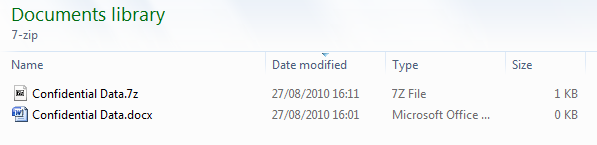 Documents library
7-zip
Name Date modified Type Size
Confidential Data.7z 27/08/2010 16:11 7Z File 1 KB
Confidential Data.docx 27/08/2010 16:01 Microsoft Office ... 0 KB